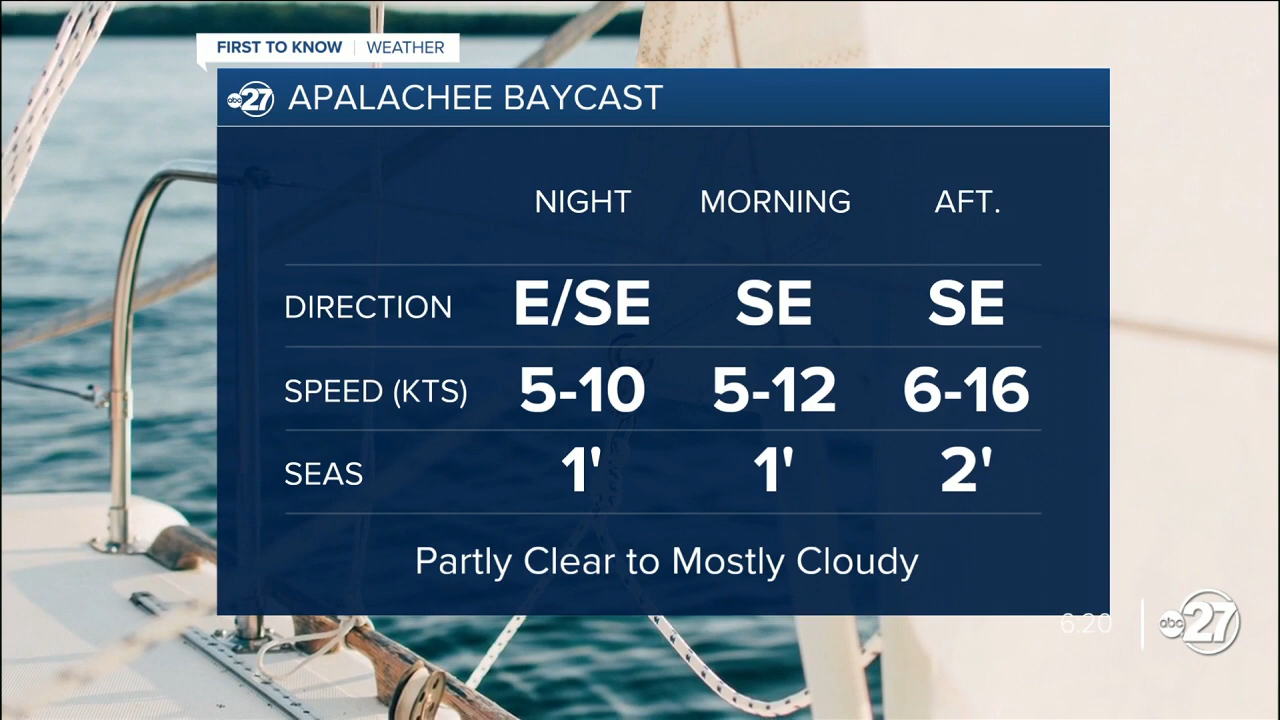 FIRST TO KNOW | WEATHER
abc 27 APALACHEE BAYCAST
NIGHT MORNING AFT.
DIRECTION E/SE SE SE
SPEED (KTS) 5-10 5-12 6-16
SEAS 1' 1' 2'
Partly Clear to Mostly Cloudy
6:20 abc 27